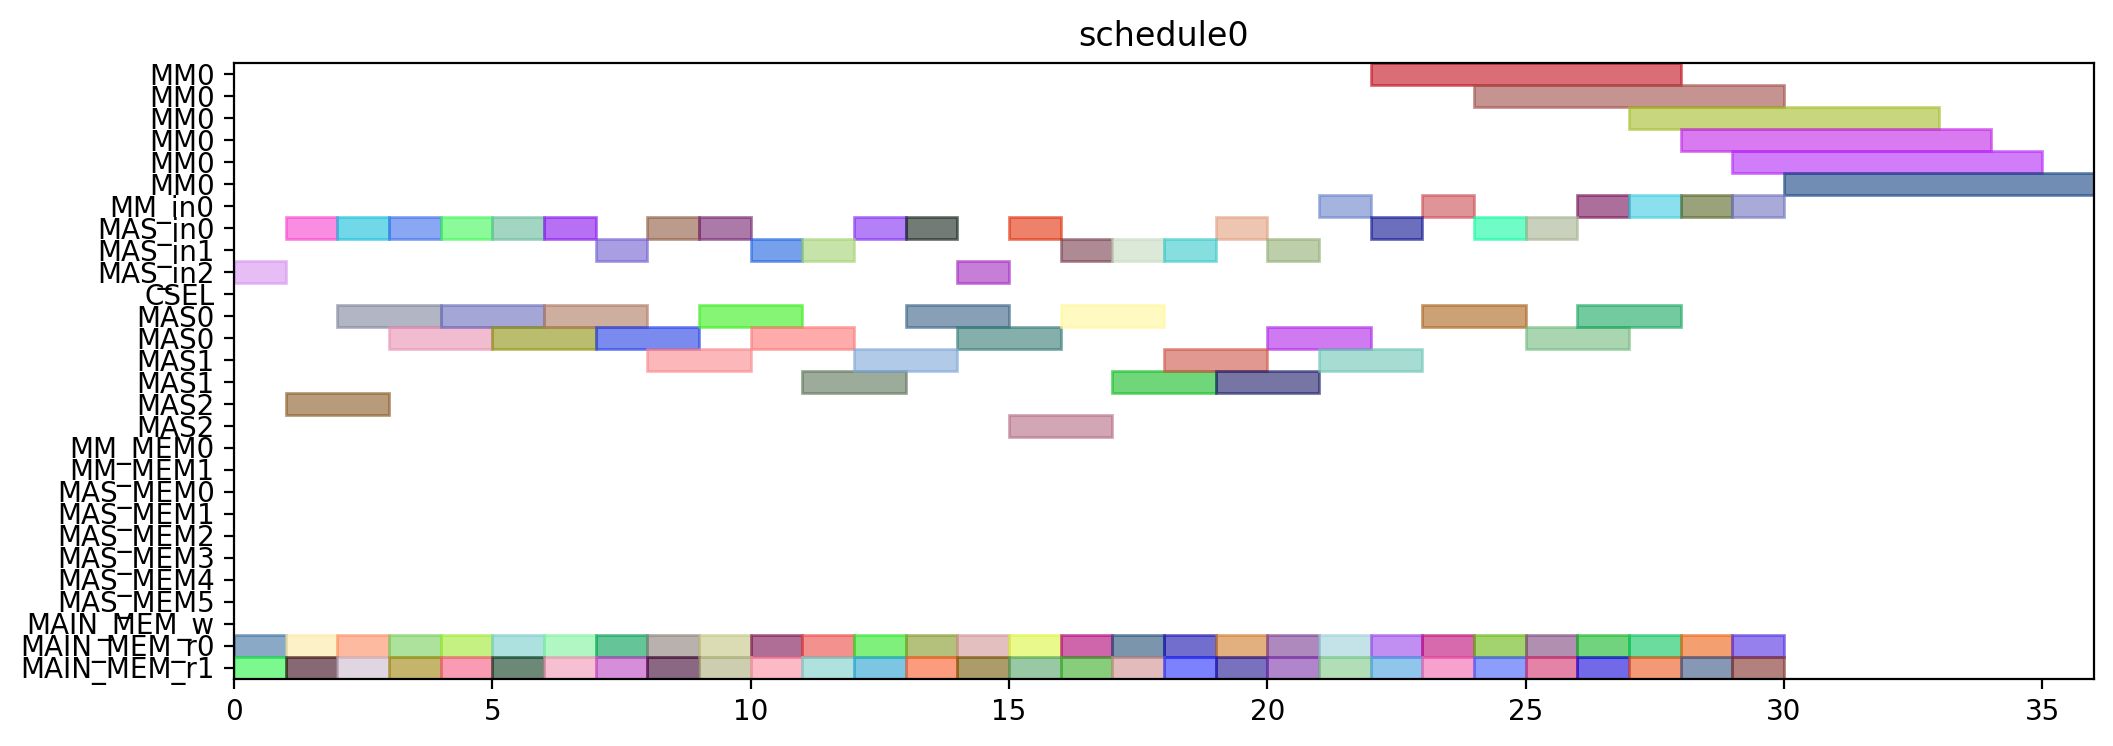 schedule0
MM0
MM0
MM0
MM0
MM0
MM0
MM_in0
MAS_in0
MAS_in1
MAS_in2
CSEL
MAS0
MAS0
MAS1
MAS1
MAS2
MAS2
MM_MEM0
MM_MEM1
MAS_MEM0
MAS_MEM1
MAS_MEM2
MAS_MEM3
MAS_MEM4
MAS_MEM5
MAIN_MEM_w
MAIN_MEM_r0
MAIN_MEM_r1
0 5 10 15 20 25 30 35